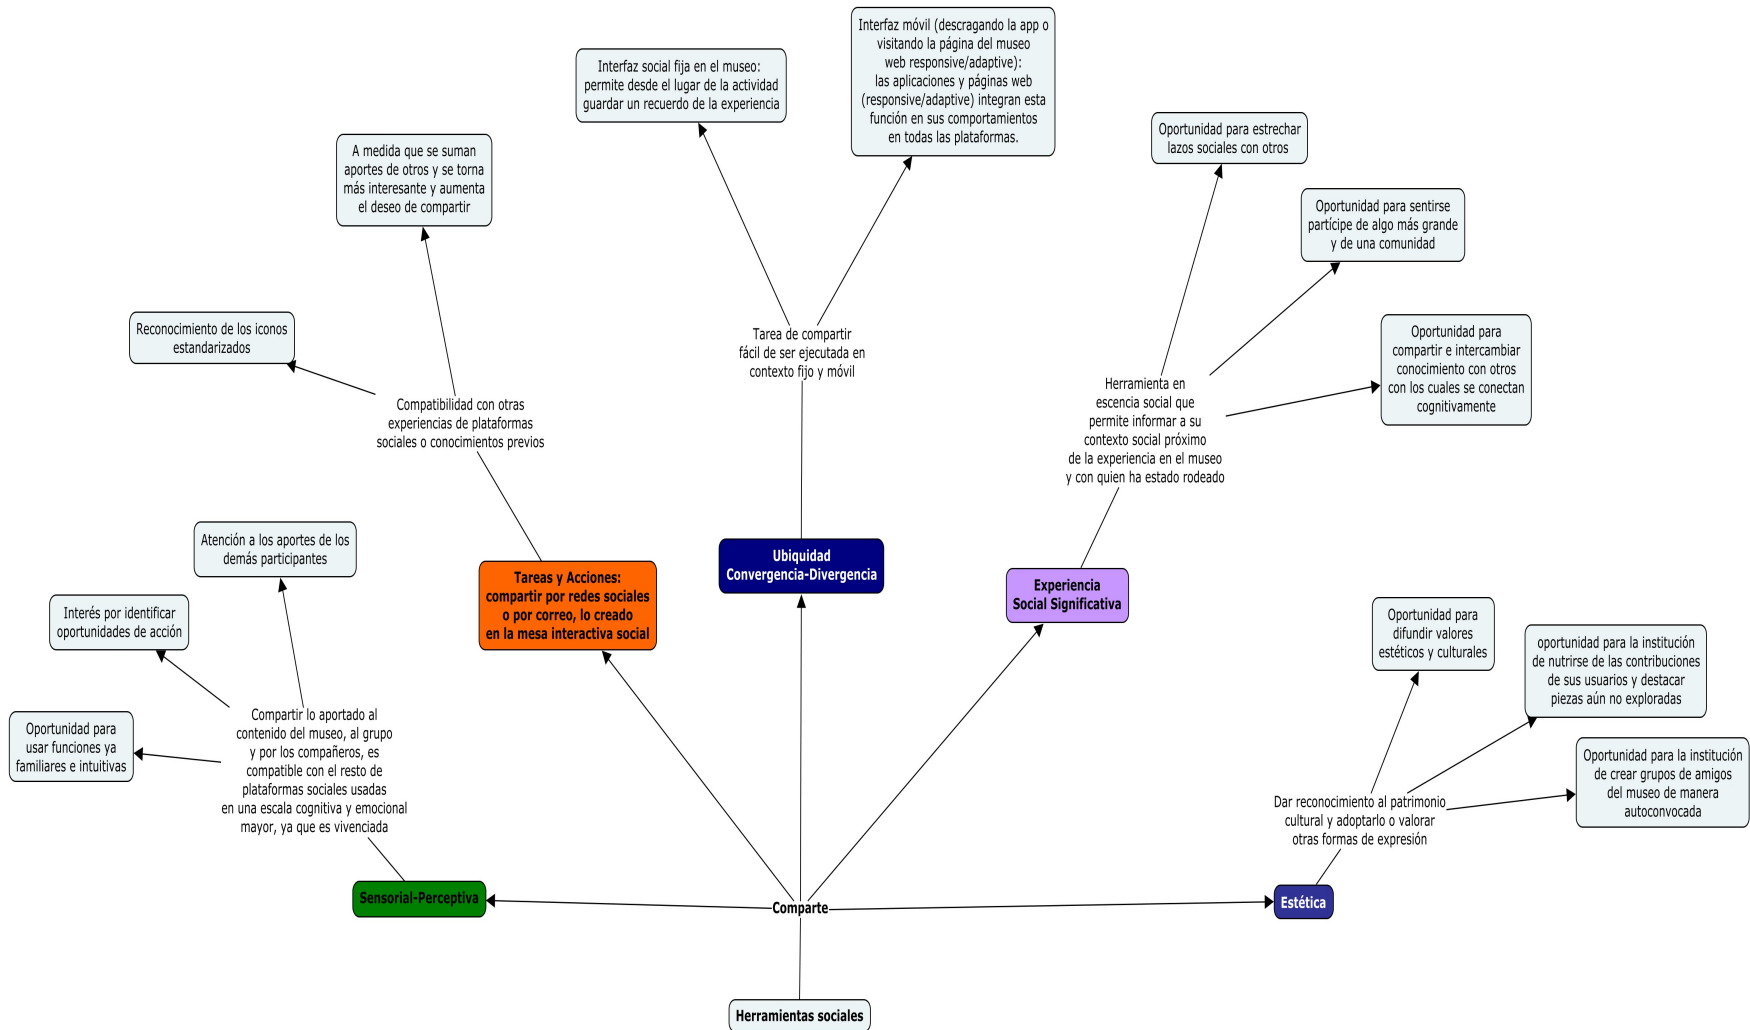 Interfaz móvil (descragando la app o
visitando la página del museo
web responsive/adaptive):
las aplicaciones y páginas web
(responsive/adaptive) integran esta
función en sus comportamientos
en todas las plataformas.
Interfaz social fija en el museo:
permite desde el lugar de la actividad
guardar un recuerdo de la experiencia
Oportunidad para estrechar
lazos sociales con otros
A medida que se suman
aportes de otros y se torna
más interesante y aumenta
el deseo de compartir
Oportunidad para sentirse
partícipe de algo más grande
y de una comunidad
Reconocimiento de los iconos
estandarizados
Oportunidad para
compartir e intercambiar
conocimiento con otros
con los cuales se conectan
cognitivamente
Tarea de compartir
fácil de ser ejecutada en
contexto fijo y móvil
Compatibilidad con otras
experiencias de plataformas
sociales o conocimientos previos
Herramienta en
escencia social que
permite informar a su
contexto social próximo
de la experiencia en el museo
y con quien ha estado rodeado
Atención a los aportes de los
demás participantes
Ubiquidad
Convergencia-Divergencia
Tareas y Acciones:
compartir por redes sociales
o por correo, lo creado
en la mesa interactiva social
Experiencia
Social Significativa
Interés por identificar
oportunidades de acción
Oportunidad para
difundir valores
estéticos y culturales
oportunidad para la institución
de nutrirse de las contribuciones
de sus usuarios y destacar
piezas aún no exploradas
Oportunidad para
usar funciones ya
familiares e intuitivas
Compartir lo aportado al
contenido del museo, al grupo
y por los compañeros, es
compatible con el resto de
plataformas sociales usadas
en una escala cognitiva y emocional
mayor, ya que es vivenciada
Oportunidad para la institución
de crear grupos de amigos
del museo de manera
autoconvocada
Dar reconocimiento al patrimonio
cultural y adoptarlo o valorar
otras formas de expresión
Sensorial-Perceptiva
Comparte
Estética
Herramientas sociales